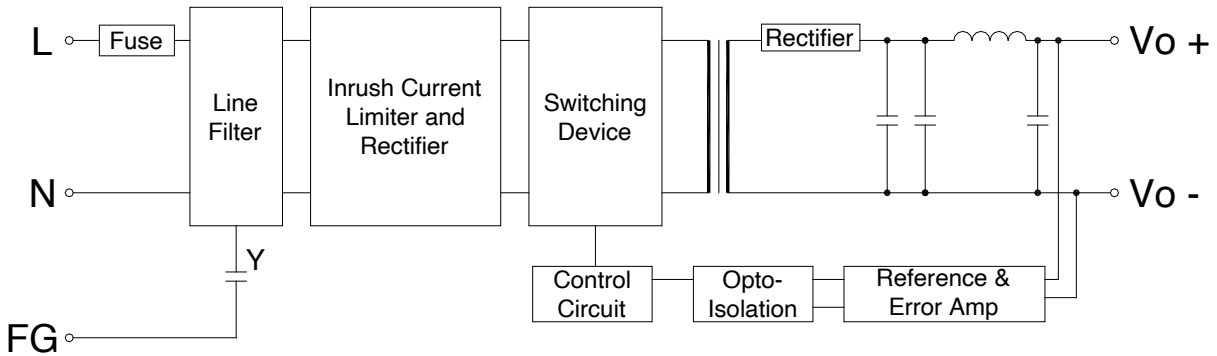 L
Fuse
Line
Filter
Inrush Current
Limiter and
Rectifier
Switching
Device
Rectifier
Vo +
N
Vo -
Y
FG
Control
Circuit
Opto-
Isolation
Reference &
Error Amp